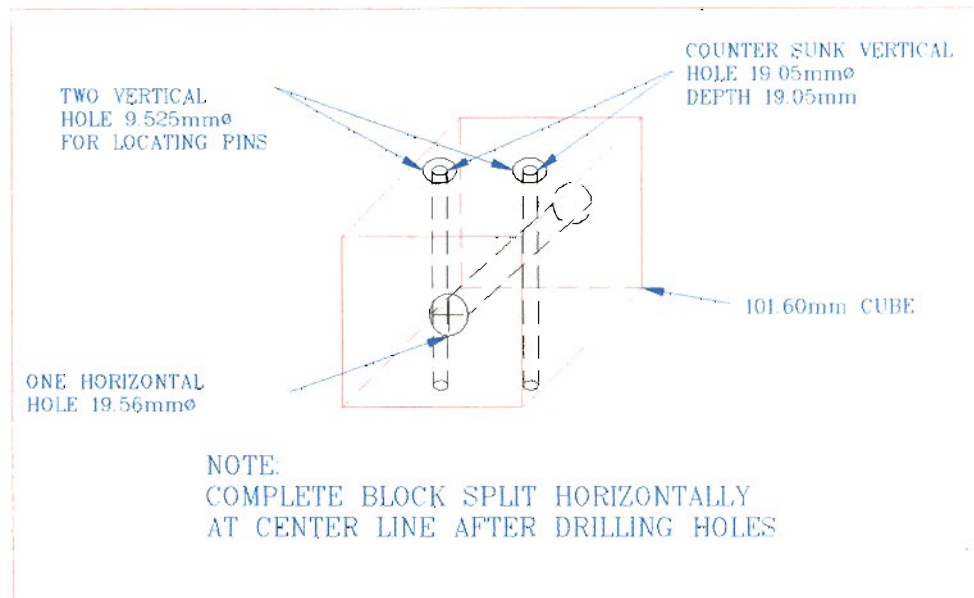 COUNTER SUNK VERTICAL
HOLE 19.05mmø
DEPTH 19.05mm
TWO VERTICAL
HOLE 9.525mmø
FOR LOCATING PINS
101.60mm CUBE
ONE HORIZONTAL
HOLE 19.56mmø
NOTE:
COMPLETE BLOCK SPLIT HORIZONTALLY
AT CENTER LINE AFTER DRILLING HOLES